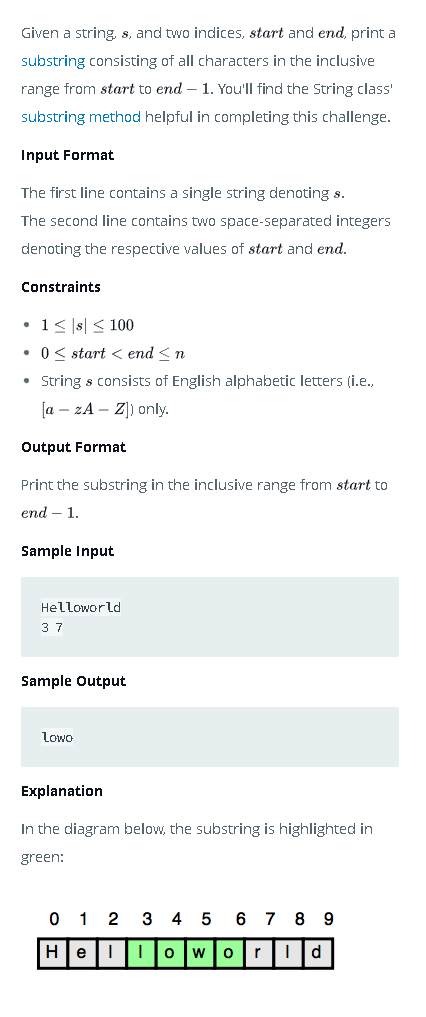 Given a string, s, and two indices, start and end, print a
substring consisting of all characters in the inclusive
range from start to end − 1. You'll find the String class'
substring method helpful in completing this challenge.
Input Format
The first line contains a single string denoting s.
The second line contains two space-separated integers
denoting the respective values of start and end.
Constraints
• 1 ≤ |s| ≤ 100
• 0 ≤ start < end ≤ n
• String s consists of English alphabetic letters (i.e.,
[a − zA − Z]) only.
Output Format
Print the substring in the inclusive range from start to
end − 1.
Sample Input
Helloworld
3 7
Sample Output
lowo
Explanation
In the diagram below, the substring is highlighted in
green:
0 1 2 3 4 5 6 7 8 9
H e l l o w o r l d